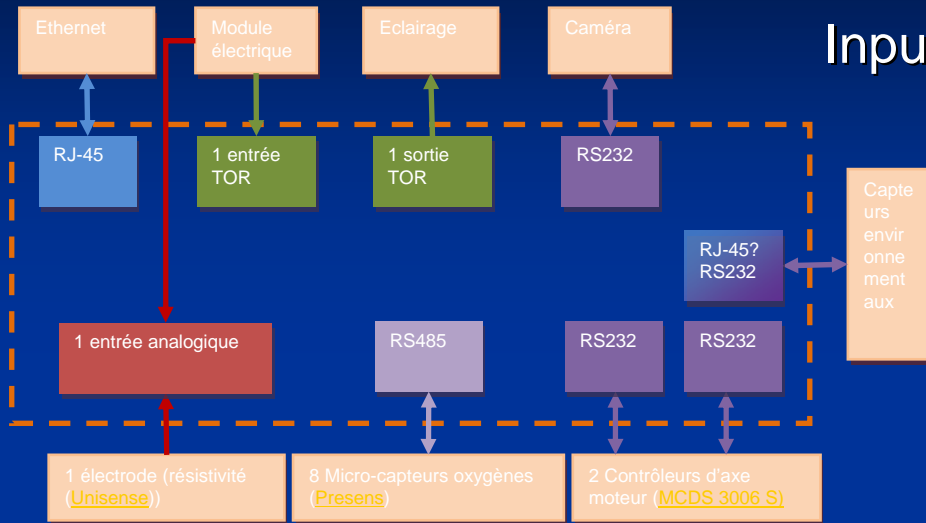 Ethernet
Module
électrique
Eclairage
Caméra
Inpu
RJ-45
1 entrée
TOR
1 sortie
TOR
RS232
RJ-45?
RS232
Capte
urs
envir
onne
ment
aux
1 entrée analogique
RS485
RS232
RS232
1 électrode (résistivité
(Unisense))
8 Micro-capteurs oxygènes
(Presens)
2 Contrôleurs d'axe
moteur (MCDS 3006 S)